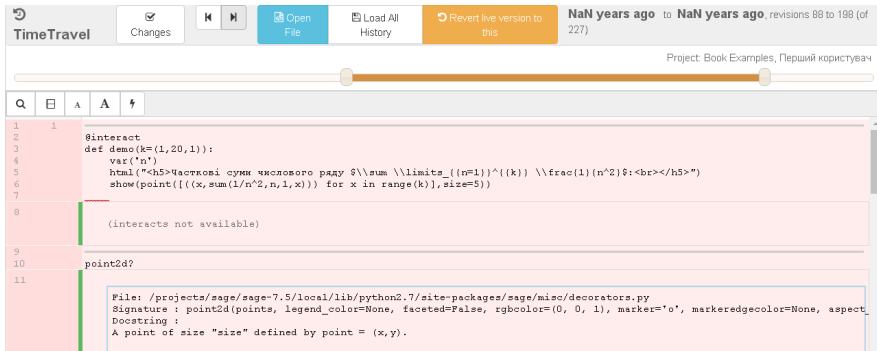 TimeTravel
Changes
Open File
Load All History
Revert live version to this
NaN years ago to NaN years ago, revisions 88 to 198 (of 227)
Project: Book Examples, Перший користувач
A A
1 1
2 @interact
3 def demo(k=(1,20,1)):
4 var('n')
5 html("<h5>Часткові суми числового ряду $\\sum \\limits_{{n=1}}^{{k}} \\frac{1}{n^2}$:<br></h5>")
6 show(point([((x,sum(1/n^2,n,1,x))) for x in range(k)],size=5))
7
8 (interacts not available)
9
10 point2d?
11
File: /projects/sage/sage-7.5/local/lib/python2.7/site-packages/sage/misc/decorators.py
Signature : point2d(points, legend_color=None, faceted=False, rgbcolor=(0, 0, 1), marker='o', markeredgecolor=None, aspect_
Docstring :
A point of size "size" defined by point = (x,y).